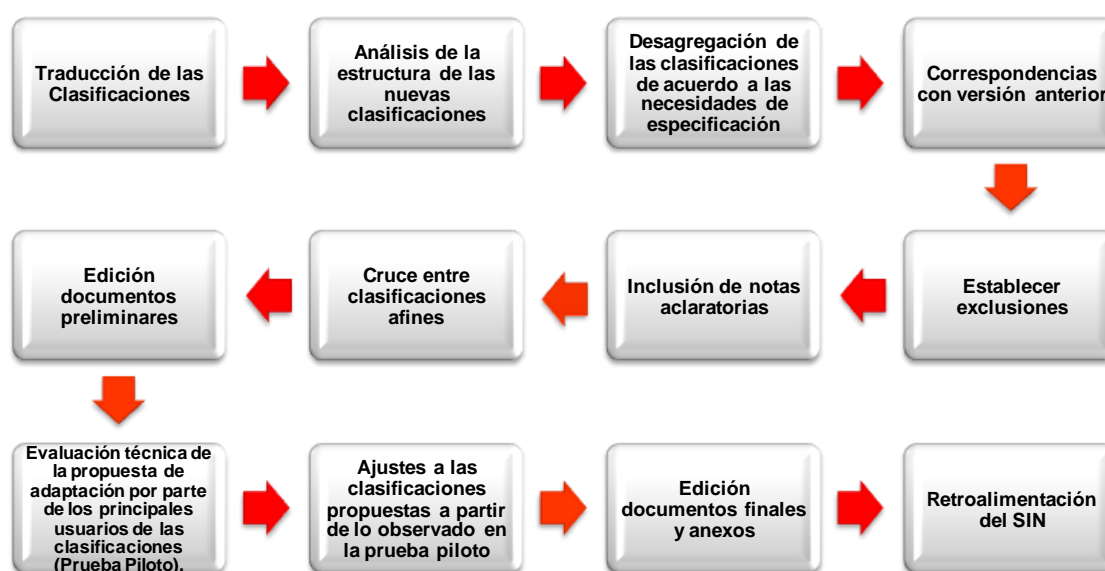 Traducción de las
Clasificaciones
Análisis de la
estructura de las
nuevas
clasificaciones
Desagregación de
las clasificaciones
de acuerdo a las
necesidades de
especificación
Correspondencias
con versión anterior
Establecer
exclusiones
Inclusión de notas
aclaratorias
Cruce entre
clasificaciones
afines
Edición
documentos
preliminares
Evaluación técnica de
la propuesta de
adaptación por parte
de los principales
usuarios de las
clasificaciones
(Prueba Piloto).
Ajustes a las
clasificaciones
propuestas a partir
de lo observado en
la prueba piloto
Edición
documentos finales
y anexos
Retroalimentación
del SIN